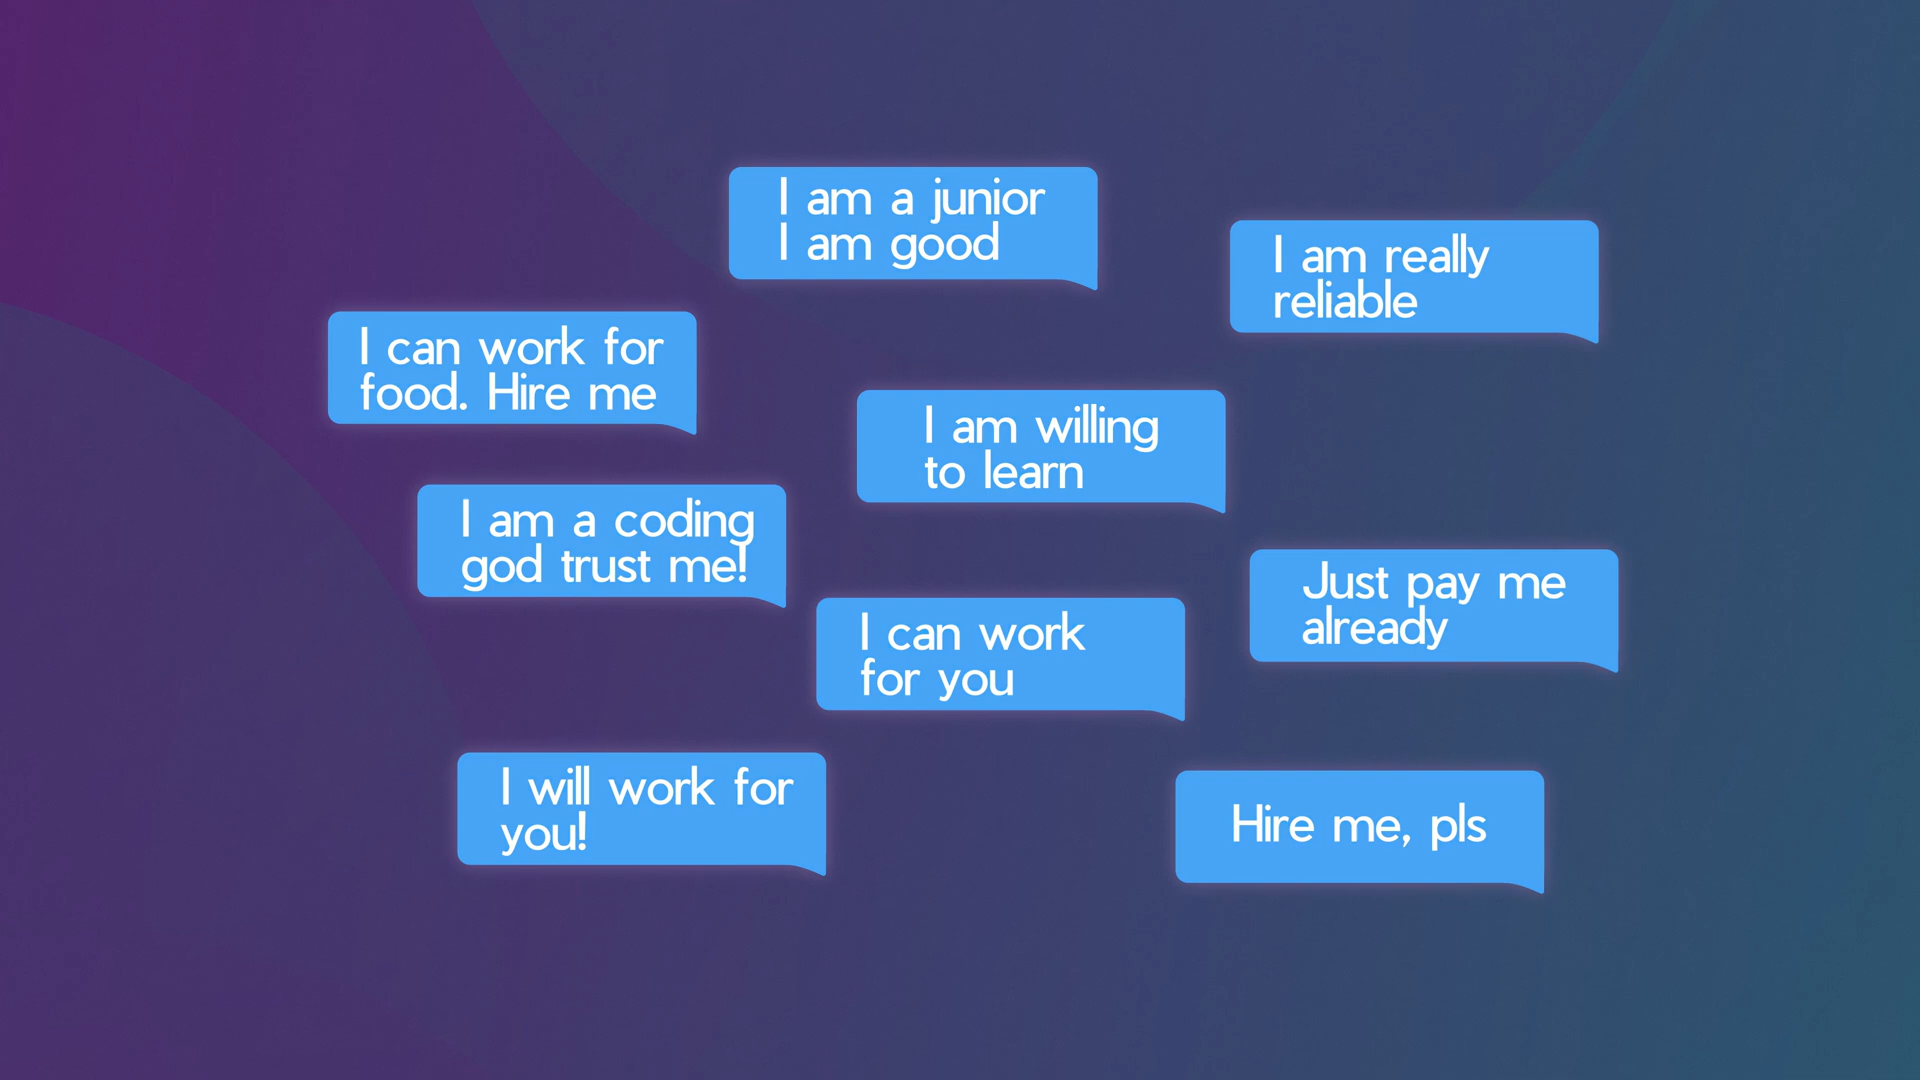 I am a junior
I am good
I am really
reliable
I can work for
food. Hire me
I am willing
to learn
I am a coding
god trust me!
Just pay me
already
I can work
for you
I will work for
you!
Hire me, pls